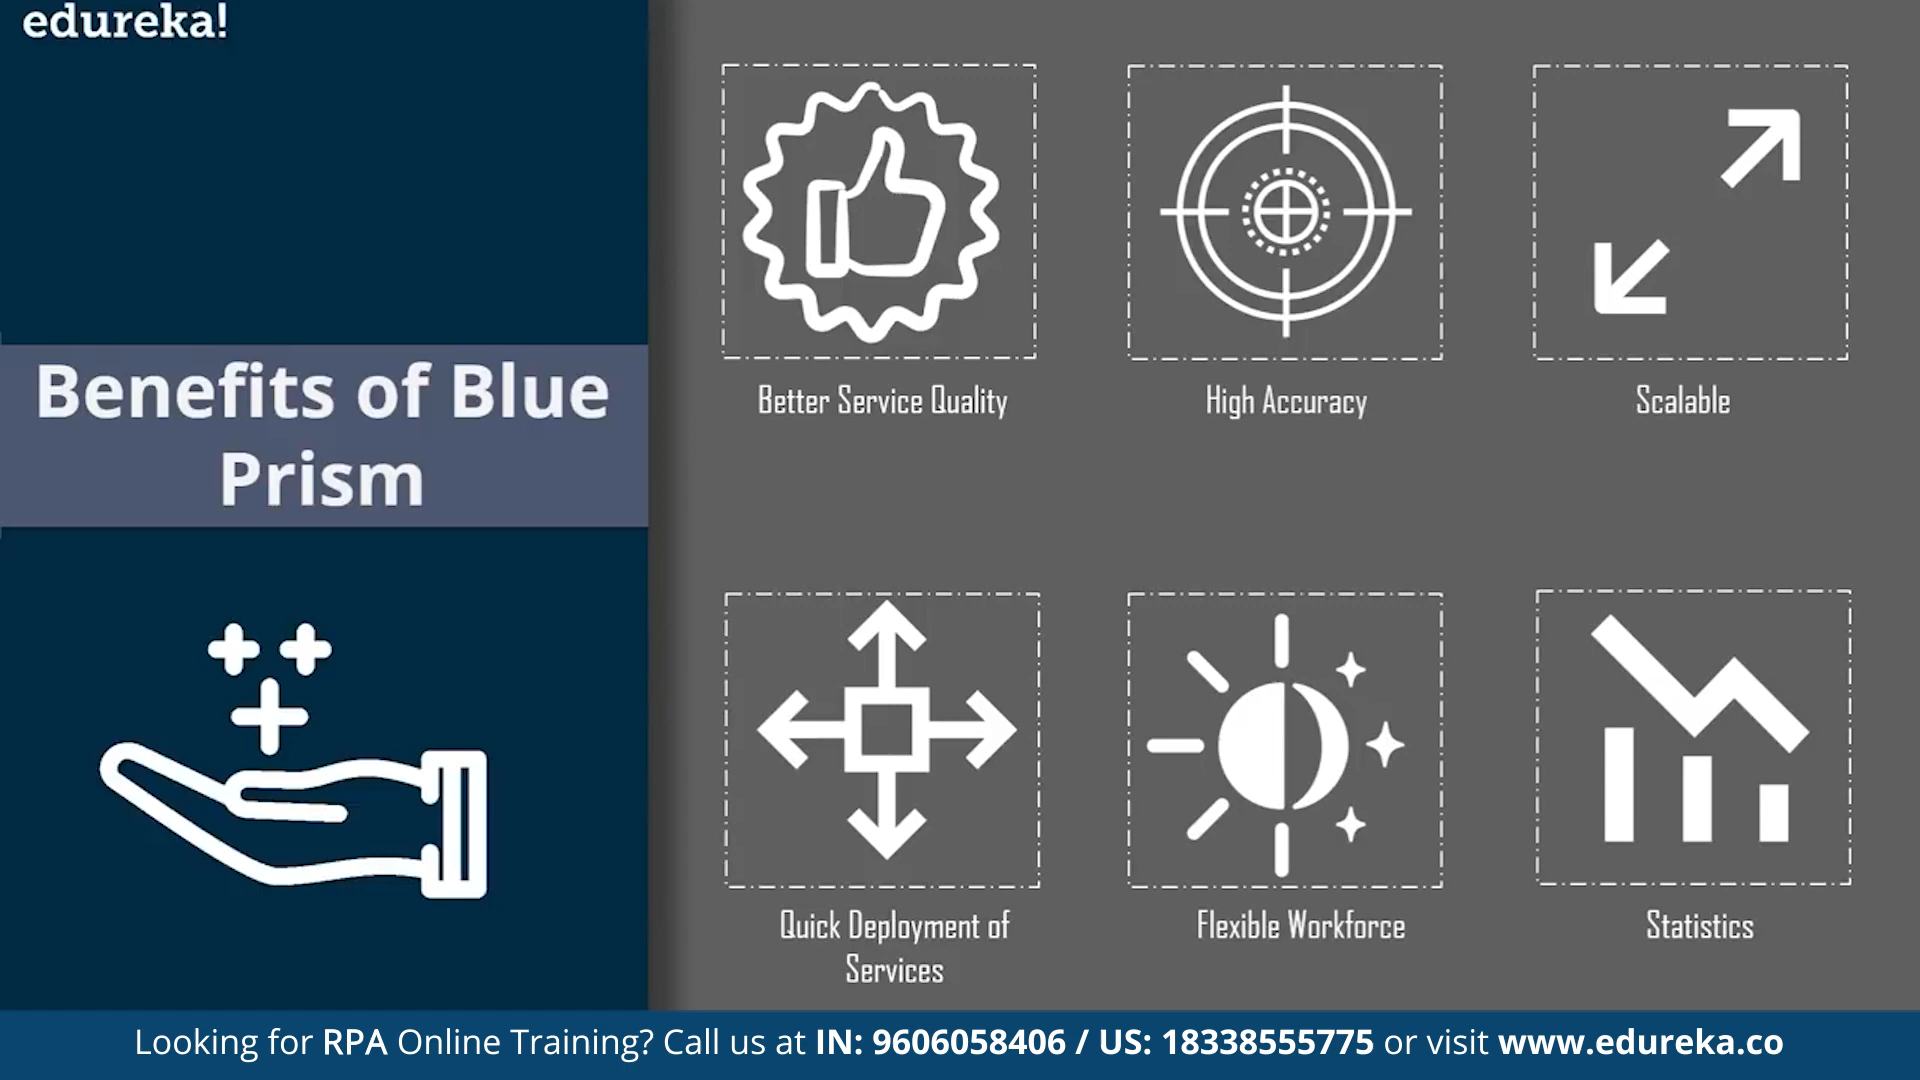 edureka!
Benefits of Blue
Prism
Better Service Quality
High Accuracy
Scalable
Quick Deployment of
Services
Flexible Workforce
Statistics
Looking for RPA Online Training? Call us at IN: 9606058406 / US: 18338555775 or visit www.edureka.co